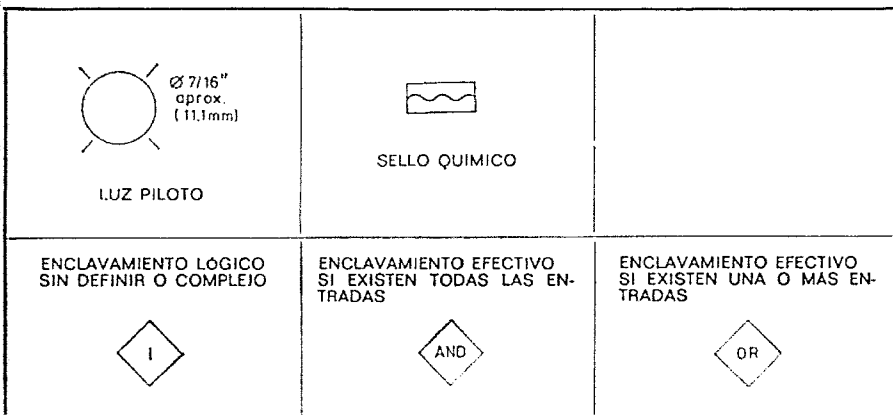 Ø 7/16"
aprox.
(11,1mm)
LUZ PILOTO
SELLO QUIMICO
ENCLAVAMIENTO LÓGICO
SIN DEFINIR O COMPLEJO
I
ENCLAVAMIENTO EFECTIVO
SI EXISTEN TODAS LAS EN-
TRADAS
AND
ENCLAVAMIENTO EFECTIVO
SI EXISTEN UNA O MÁS EN-
TRADAS
OR